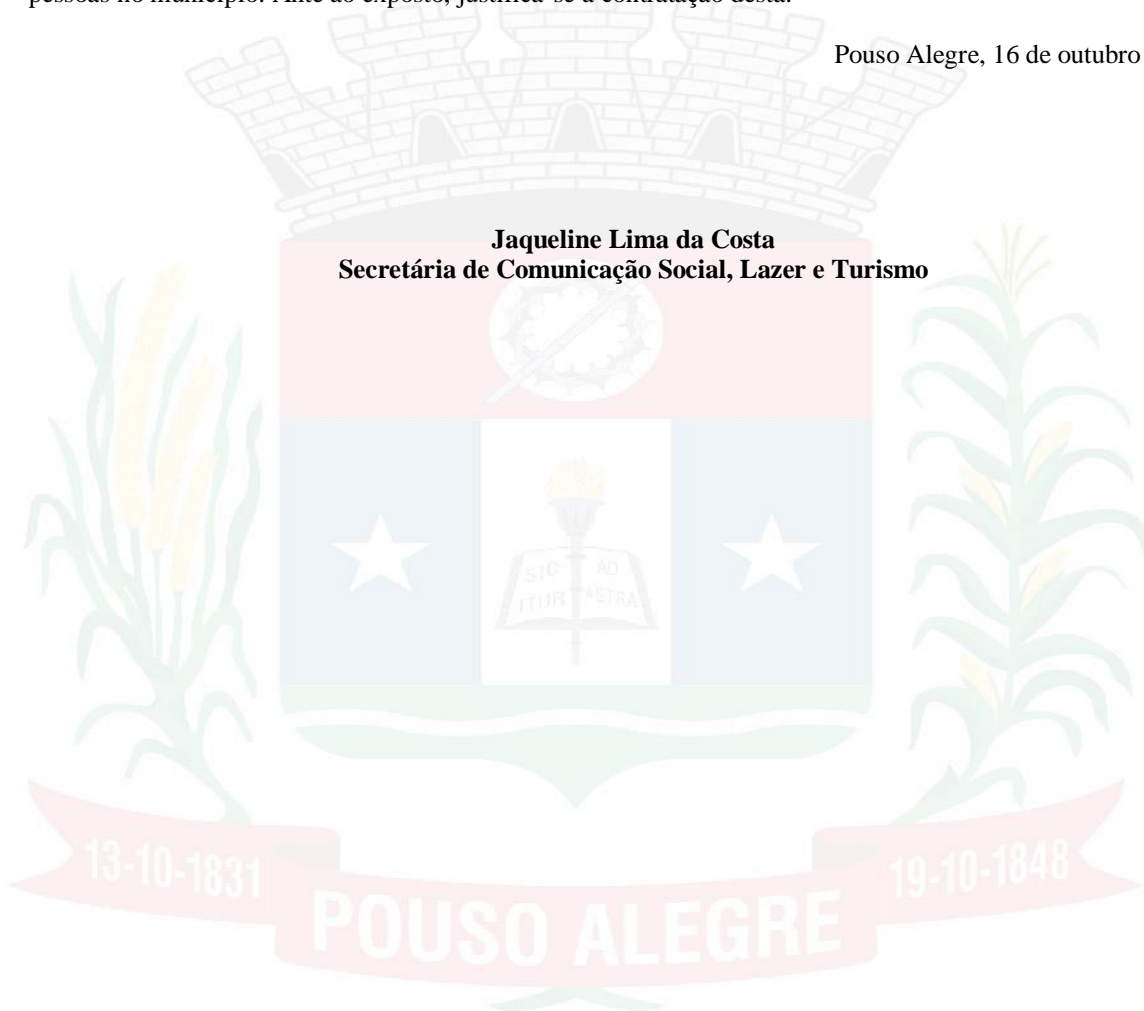 pessoas no município. Ante ao exposto, justifica-se a contratação desta.
Pouso Alegre, 16 de outubro
Jaqueline Lima da Costa
Secretária de Comunicação Social, Lazer e Turismo
SIC AD
ITUR ASTRA
13-10-1831
POUSO ALEGRE
19-10-1848